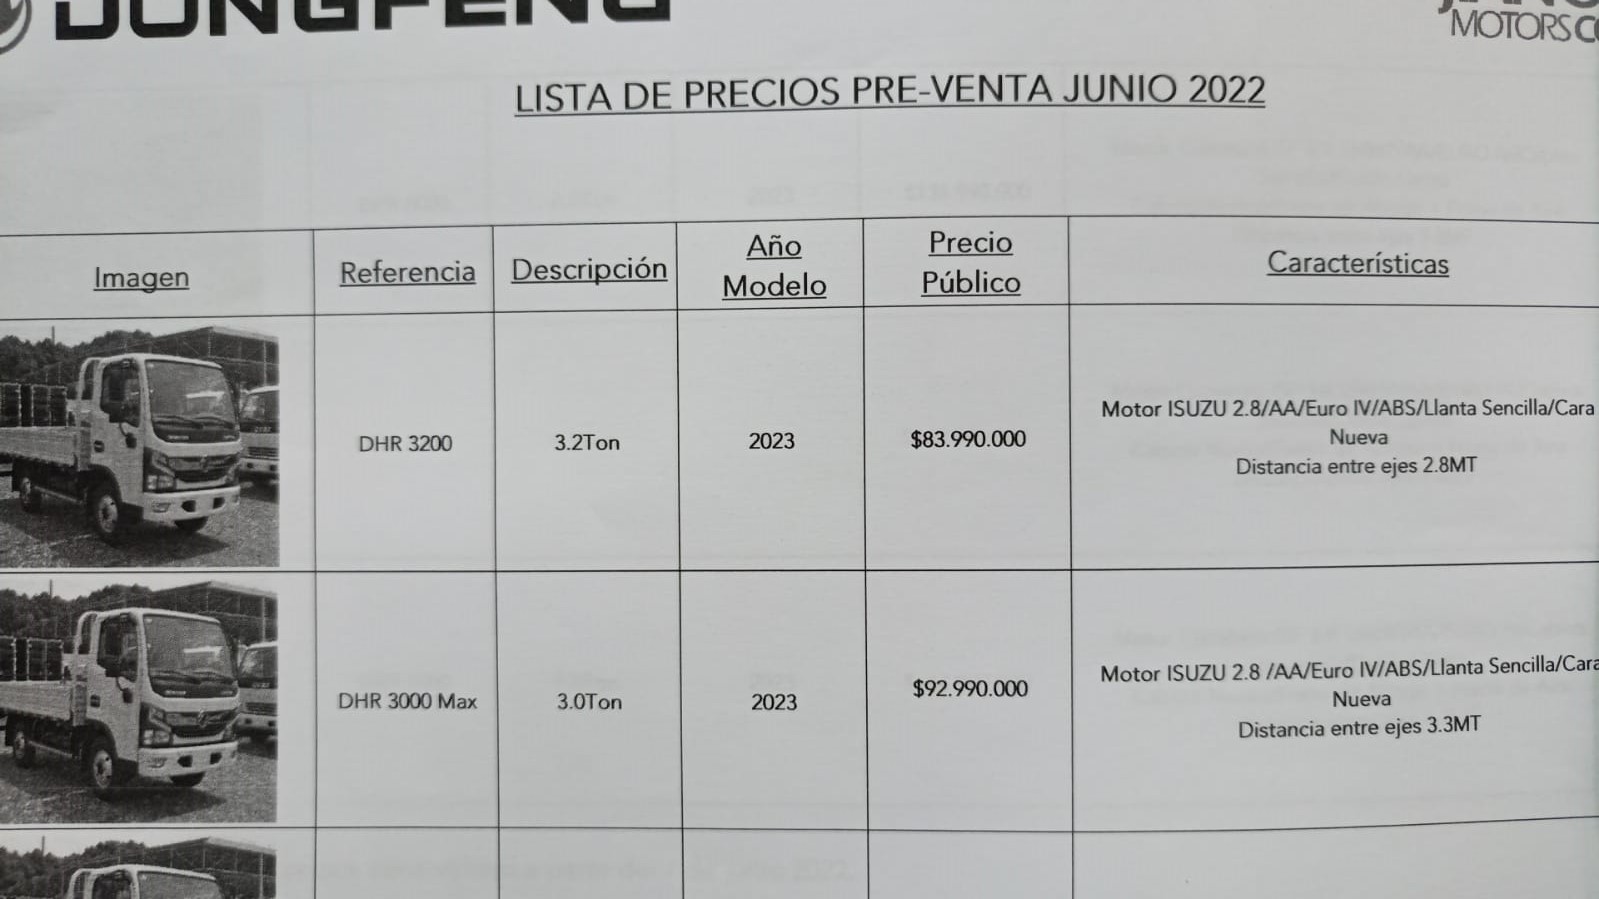 DONGFENG
MOTORS
LISTA DE PRECIOS PRE-VENTA JUNIO 2022
Imagen Referencia Descripción Año Modelo Precio Público Características
DHR 3200 3.2Ton 2023 $83.990.000
Motor ISUZU 2.8/AA/Euro IV/ABS/Llanta Sencilla/Cara
Nueva
Distancia entre ejes 2.8MT
DHR 3000 Max 3.0Ton 2023 $92.990.000
Motor ISUZU 2.8 /AA/Euro IV/ABS/Llanta Sencilla/Cara
Nueva
Distancia entre ejes 3.3MT